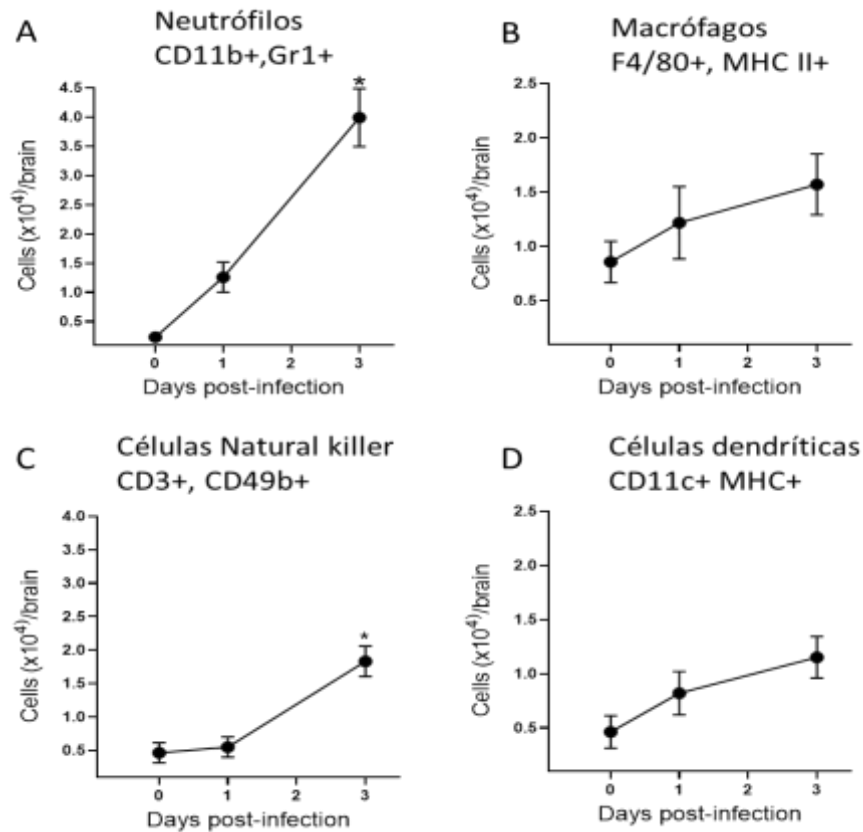 A
Neutrófilos
CD11b+,Gr1+
*
4.5
4.0
3.5
3.0
2.5
2.0
1.5
1.0
0.5
Cells (x10⁴)/brain
0 1 2 3
Days post-infection
B
Macrófagos
F4/80+, MHC II+
2.5
2.0
1.5
1.0
0.5
Cells (x10⁴)/brain
0 1 2 3
Days post-infection
C
Células Natural killer
CD3+, CD49b+
4.0
3.5
3.0
2.5
2.0
1.5
1.0
0.5
*
Cells (x10⁴)/brain
0 1 2 3
Days post-infection
D
Células dendríticas
CD11c+ MHC+
2.5
2.0
1.5
1.0
0.5
Cells (x10⁴)/brain
0 1 2 3
Days post-infection